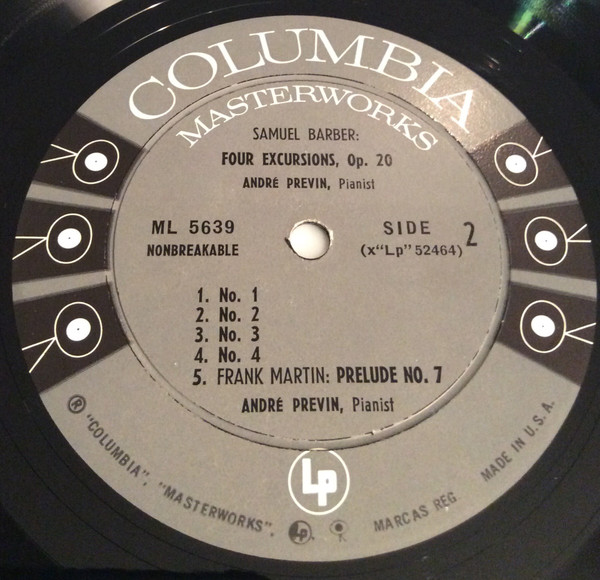 COLUMBIA
MASTERWORKS
SAMUEL BARBER:
FOUR EXCURSIONS, Op. 20
ANDRÉ PREVIN, Pianist
ML 5639
NONBREAKABLE
SIDE 2
(x“Lp” 52464)
1. No. 1
2. No. 2
3. No. 3
4. No. 4
5. FRANK MARTIN: PRELUDE NO. 7
ANDRÉ PREVIN, Pianist
Lp
® “COLUMBIA”, “MASTERWORKS”, Lp, MARCAS REG MADE IN U. S. A.